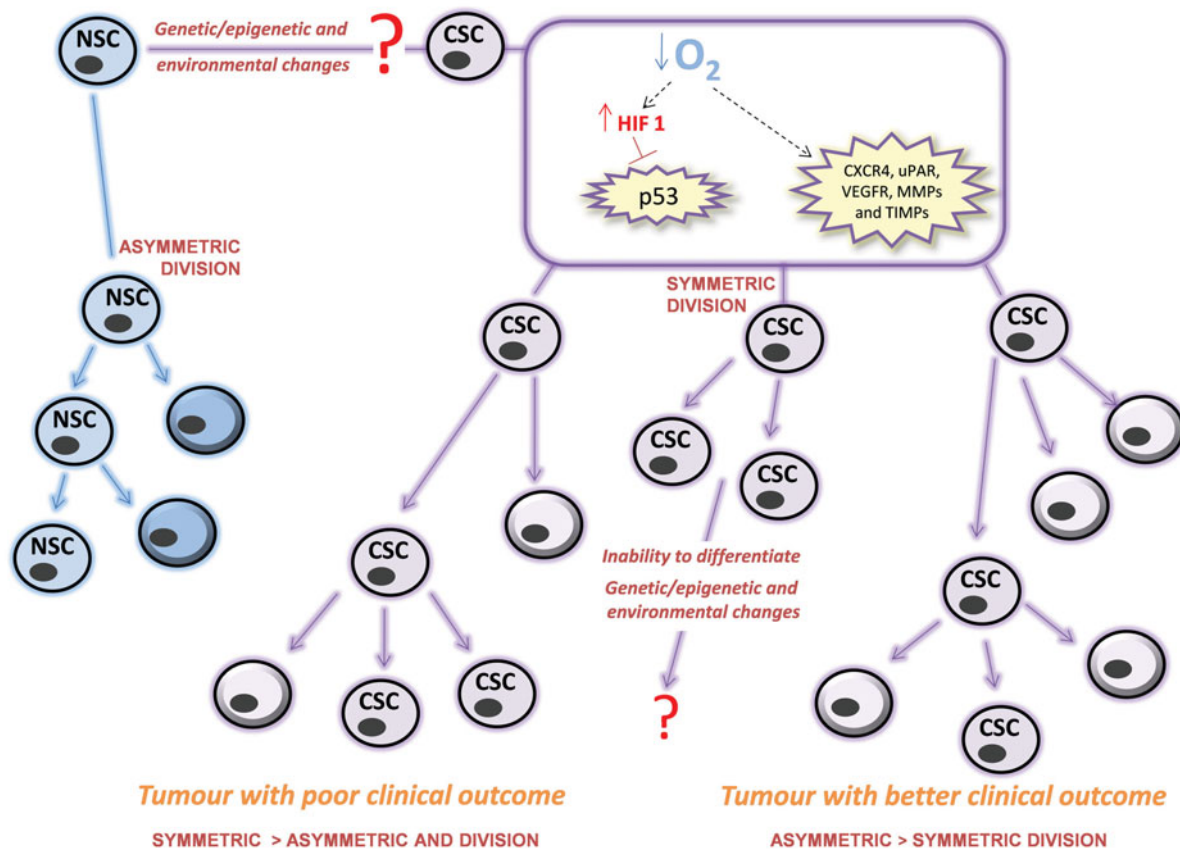 NSC
Genetic/epigenetic and
environmental changes
?
CSC
↓O2
↑ HIF 1
p53
CXCR4, uPAR,
VEGFR, MMPs
and TIMPs
ASYMMETRIC
DIVISION
NSC
NSC
NSC
SYMMETRIC
DIVISION
CSC
CSC
CSC
CSC
CSC
CSC
CSC
CSC
Inability to differentiate
Genetic/epigenetic and
environmental changes
?
CSC
CSC
CSC
Tumour with poor clinical outcome
SYMMETRIC > ASYMMETRIC AND DIVISION
Tumour with better clinical outcome
ASYMMETRIC > SYMMETRIC DIVISION